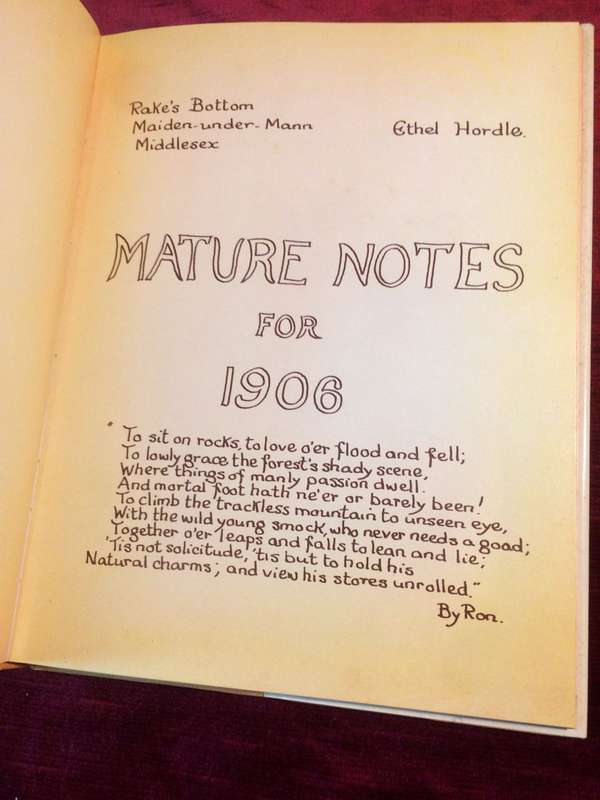 Rake's Bottom
Maiden-under-Mann
Middlesex
Ethel Hordle.
MATURE NOTES
FOR
1906
"To sit on rocks, to love o'er flood and fell;
To lowly grace the forest's shady scene,
Where things of manly passion dwell.
And mortal foot hath ne'er or barely been!
To climb the trackless mountain to unseen eye,
With the wild young smock, who never needs a goad;
Together o'er leaps and falls to lean and lie;
'Tis not solicitude, 'tis but to hold his
Natural charms; and view his stores unrolled."
By Ron.